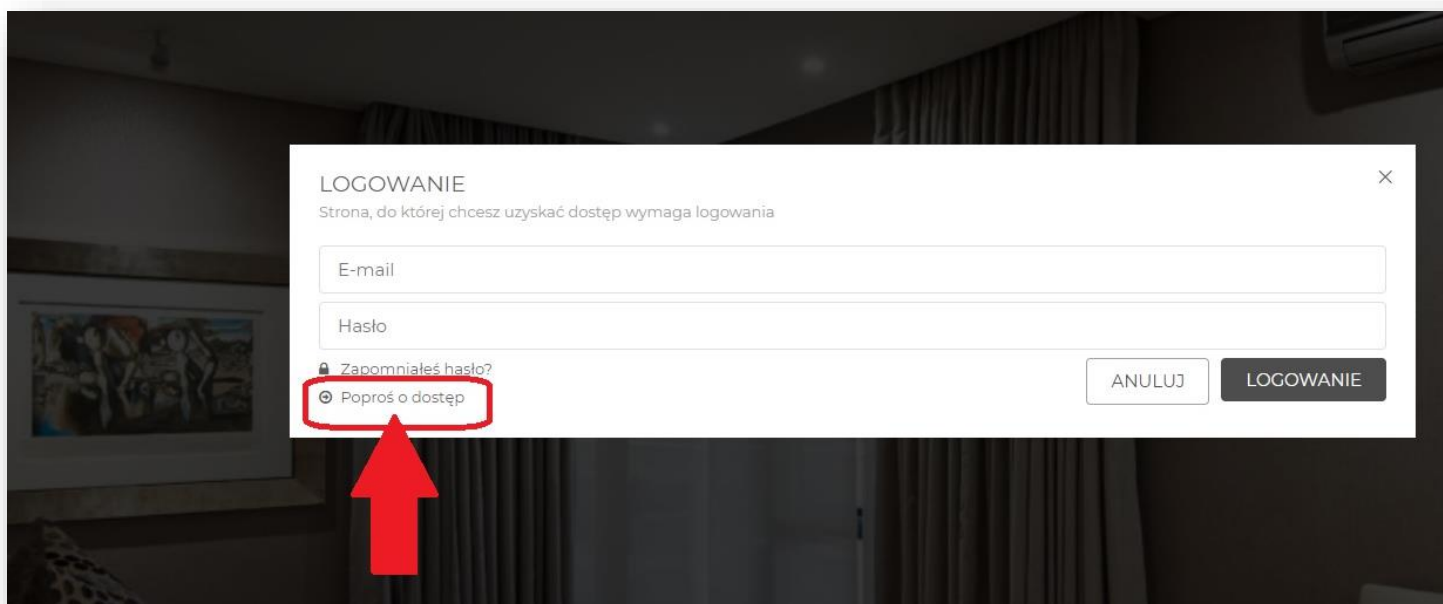 LOGOWANIE
Strona, do której chcesz uzyskać dostęp wymaga logowania
E-mail
Hasło
Zapomniałeś hasło?
Poproś o dostęp
ANULUJ
LOGOWANIE